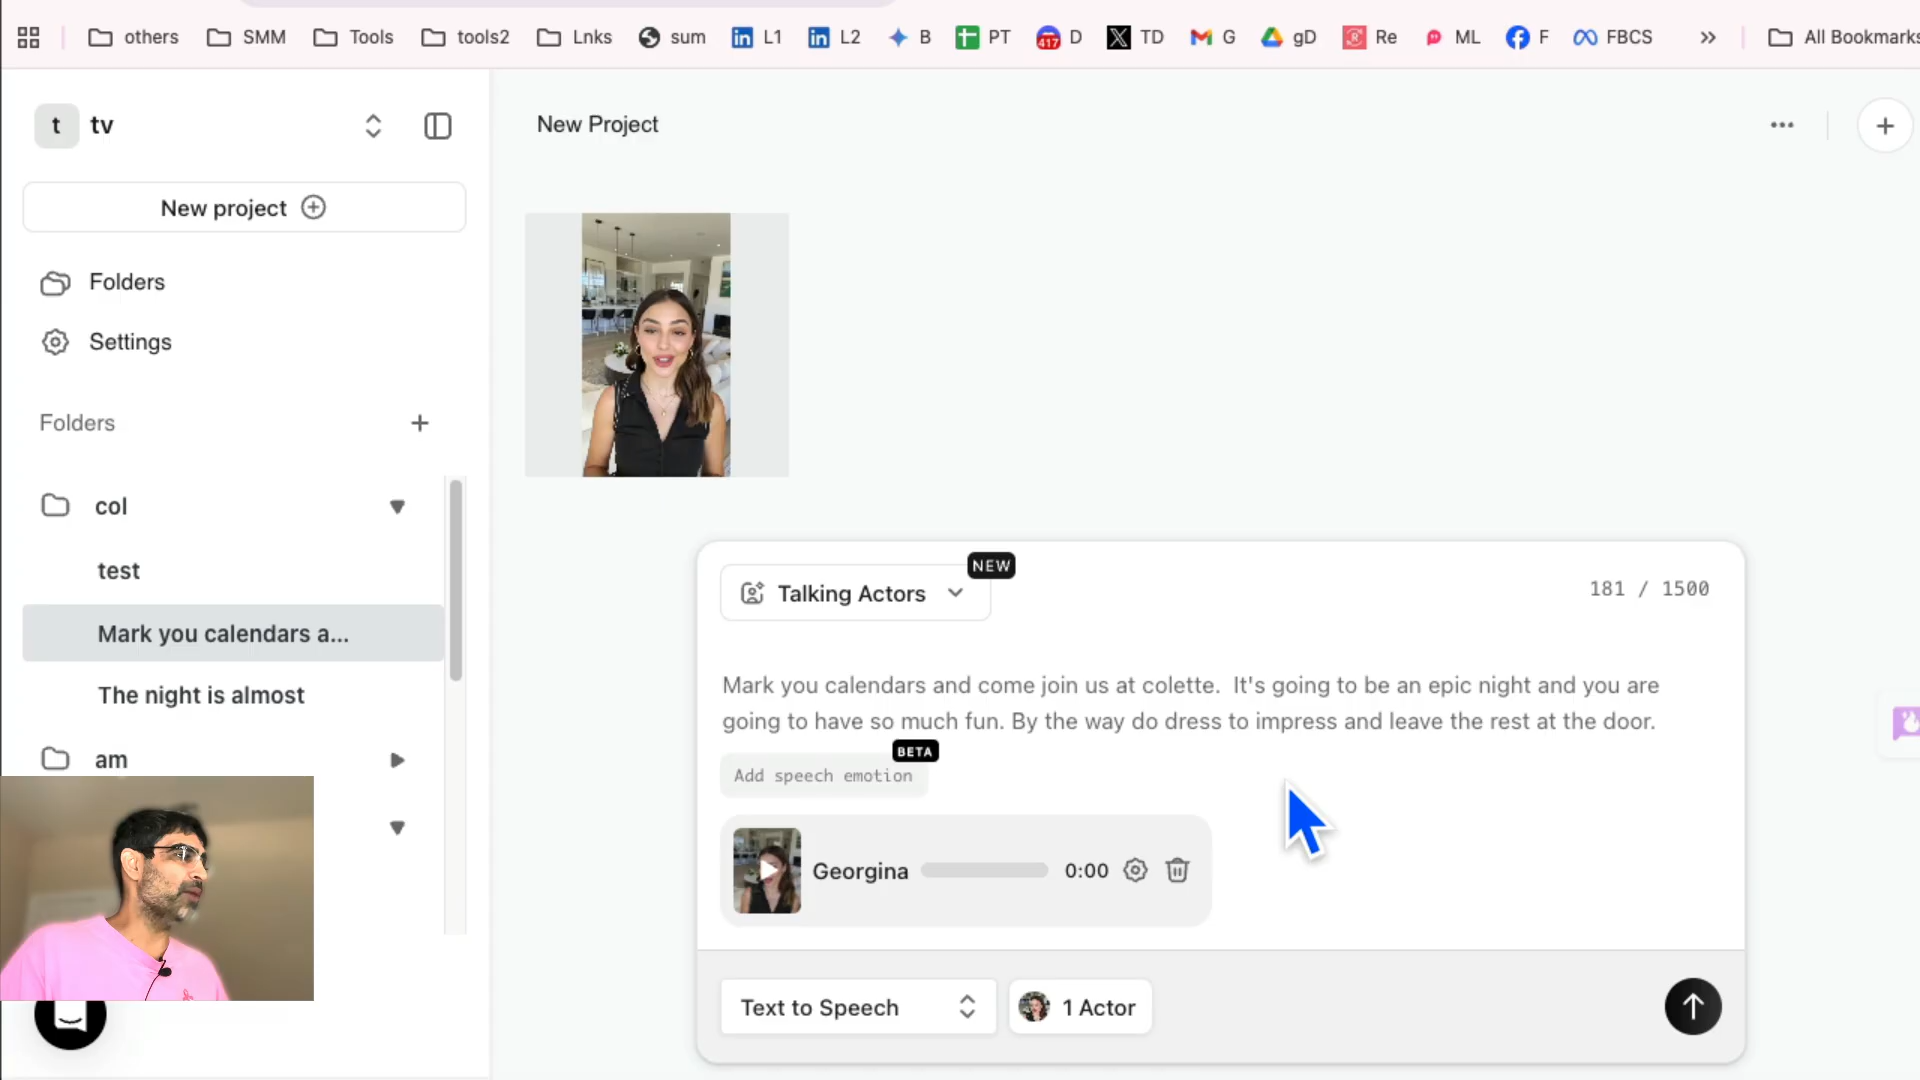 others SMM Tools tools2 Lnks sum L1 L2 B PT 417 D TD G gD Re ML F FBCS All Bookmarks
t tv
New Project
New project
Folders
Settings
Folders
col
test
Mark you calendars a...
The night is almost
am
NEW
Talking Actors
181 / 1500
Mark you calendars and come join us at colette.  It's going to be an epic night and you are
going to have so much fun. By the way do dress to impress and leave the rest at the door.
BETA
Add speech emotion
Georgina 0:00
Text to Speech 1 Actor